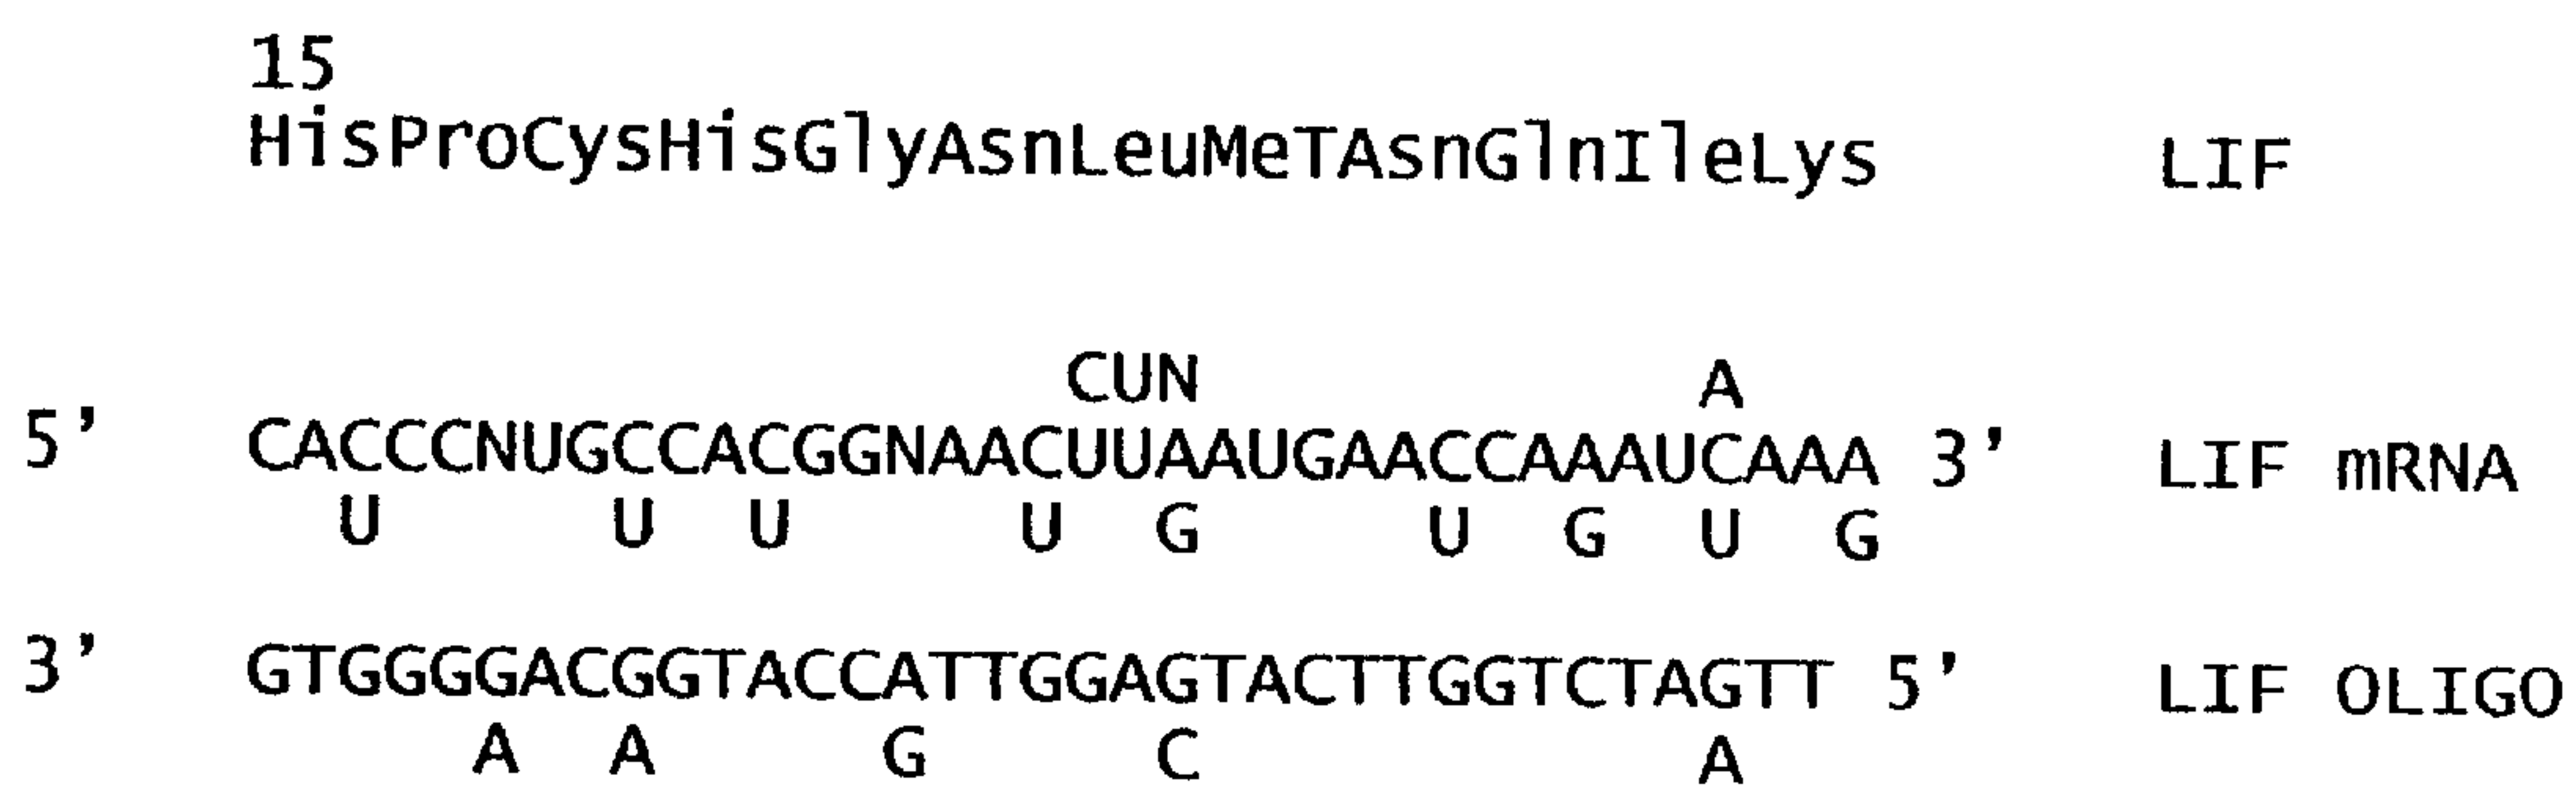 15
HisProCysHisGlyAsnLeuMeTAsnGlnIleLys LIF
CUN A
5’ CACCCNUGCCACGGNAACUUAAUGAACCAAAUCAAA 3’ LIF mRNA
U U U U G U G U G
3’ GTGGGGACGGTACCATTGGAGTACTTGGTCTAGTT 5’ LIF OLIGO
A A G C A